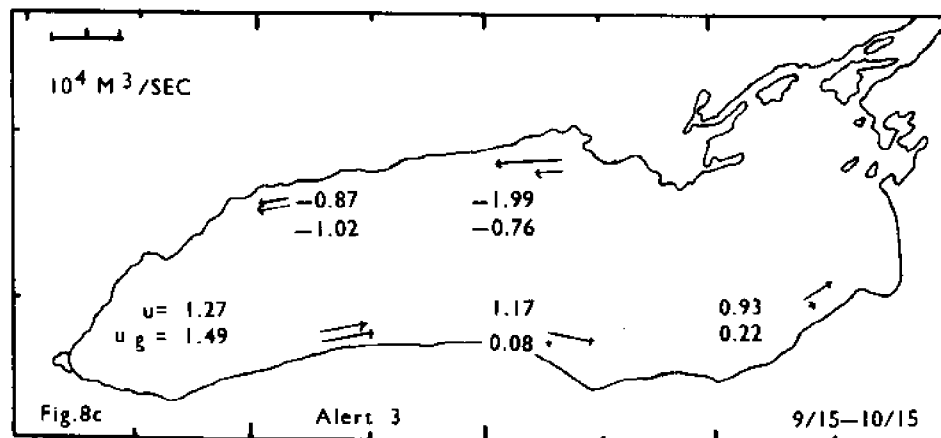 10⁴ M³/SEC
−0.87
−1.02
−1.99
−0.76
u= 1.27
u g = 1.49
1.17
0.08
0.93
0.22
Fig.8c
Alert 3
9/15−10/15